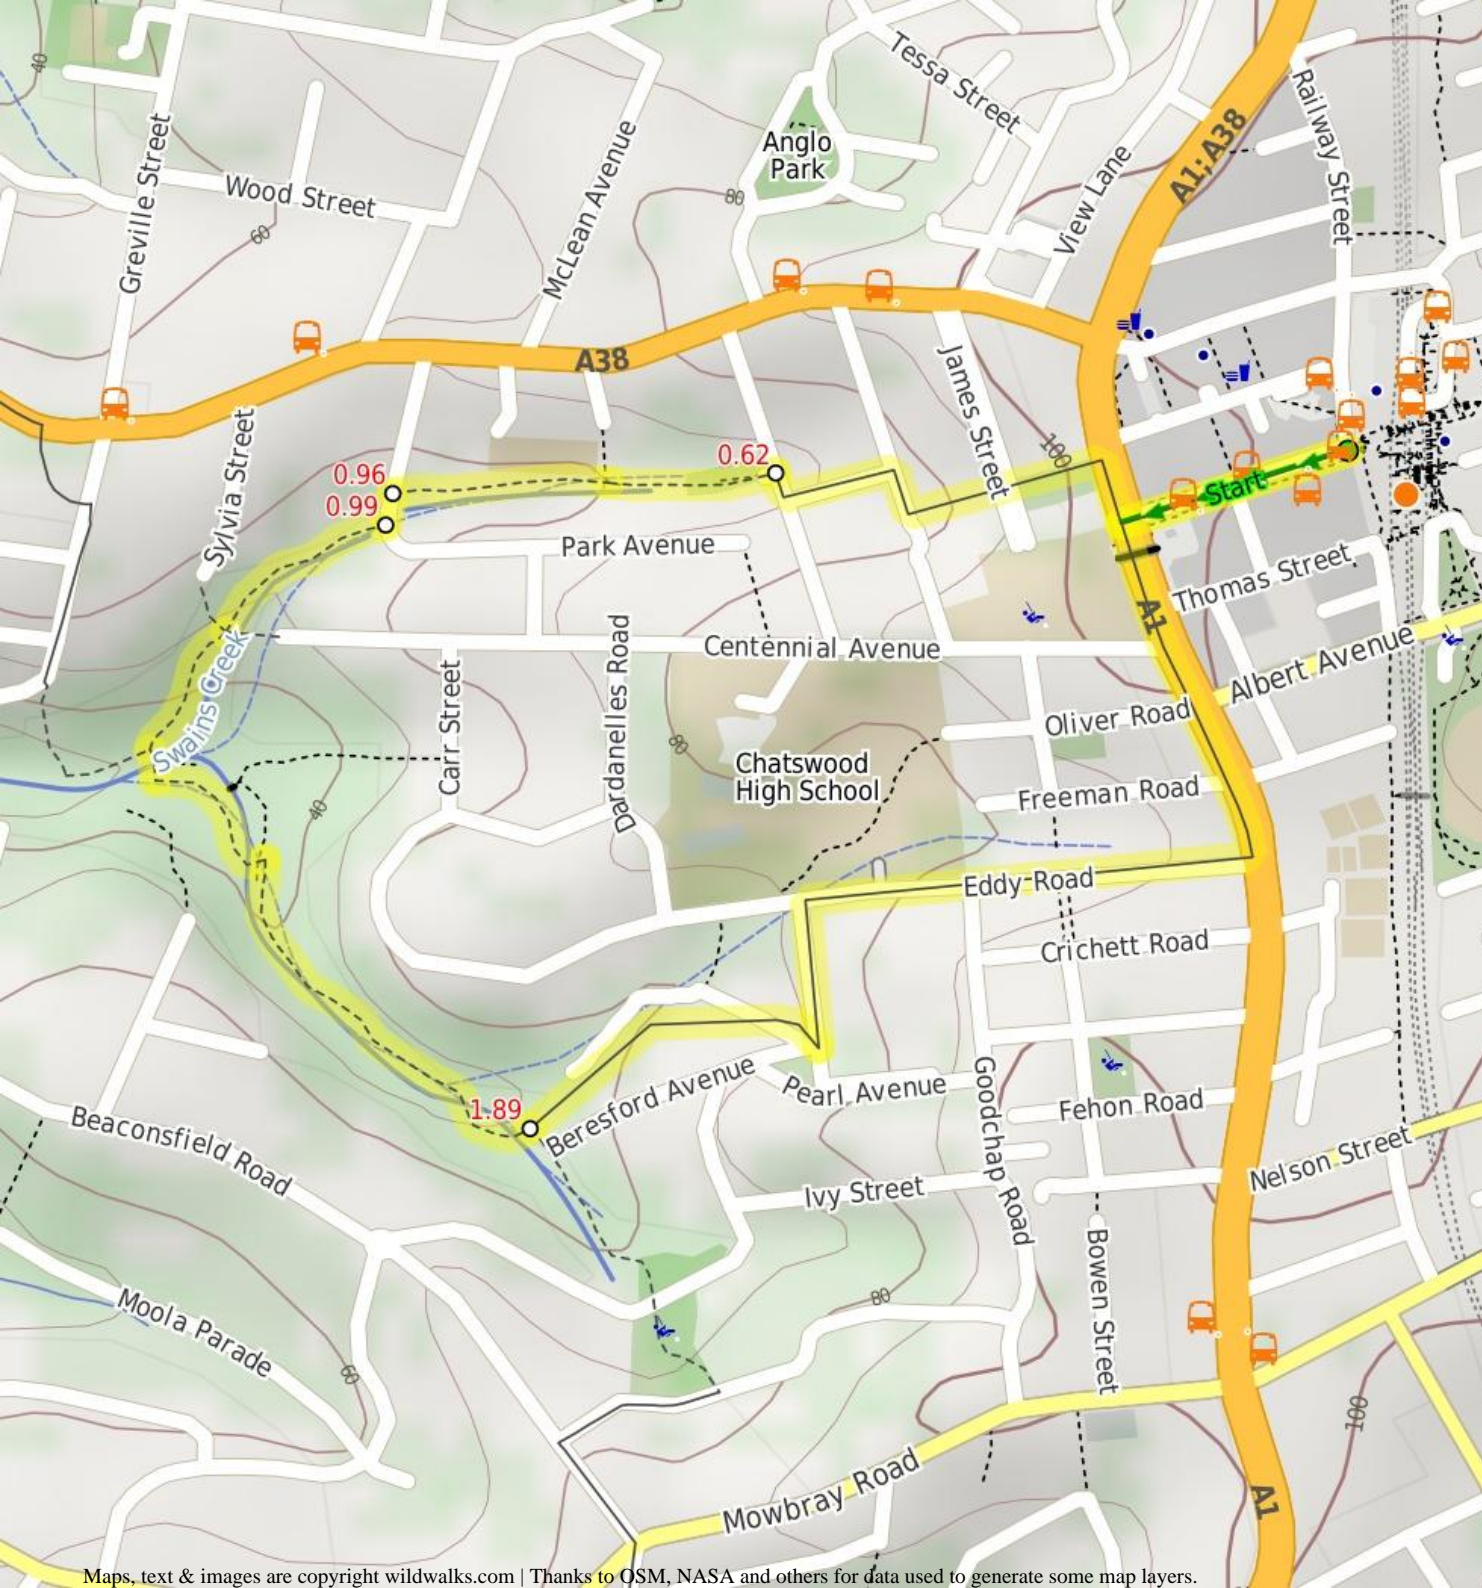 40
Tessa Street
Railway Street
A1;A38
Anglo
Park
Greville Street
Wood Street
McLean Avenue
View Lane
80
60
A38
James Street
100
Sylvia Street
0.62
0.96
0.99
Start
Park Avenue
Thomas Street
A1
Swains Creek
Dardanelles Road
Centennial Avenue
Albert Avenue
Carr Street
Oliver Road
80
Chatswood
High School
Freeman Road
40
Eddy Road
Crichett Road
1.89
Beresford Avenue
Pearl Avenue
Goodchap Road
Fehon Road
Beaconsfield Road
Nelson Street
Ivy Street
Bowen Street
80
Moola Parade
60
100
Mowbray Road
A1
Maps, text & images are copyright wildwalks.com | Thanks to OSM, NASA and others for data used to generate some map layers.